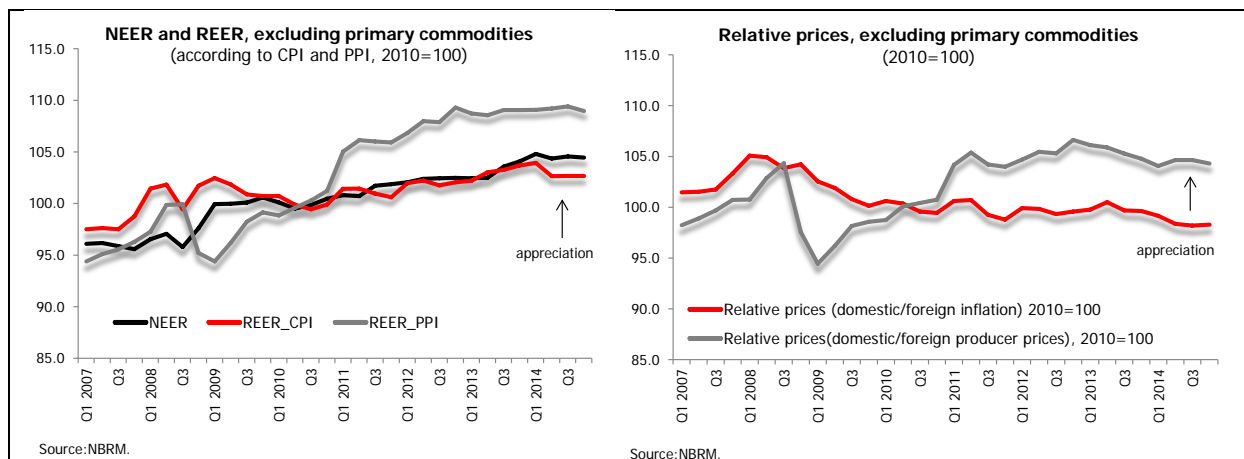 NEER and REER, excluding primary commodities
(according to CPI and PPI, 2010=100)
115.0
110.0
105.0
100.0
95.0
90.0
85.0
appreciation
NEER
REER_CPI
REER_PPI
Q1 2007
Q3
Q1 2008
Q3
Q1 2009
Q3
Q1 2010
Q3
Q1 2011
Q3
Q1 2012
Q3
Q1 2013
Q3
Q1 2014
Q3
Source:NBRM.
Relative prices, excluding primary commodities
(2010=100)
115.0
110.0
105.0
100.0
95.0
90.0
85.0
appreciation
Relative prices (domestic/foreign inflation) 2010=100
Relative prices(domestic/foreign producer prices), 2010=100
Q1 2007
Q3
Q1 2008
Q3
Q1 2009
Q3
Q1 2010
Q3
Q1 2011
Q3
Q1 2012
Q3
Q1 2013
Q3
Q1 2014
Q3
Source:NBRM.